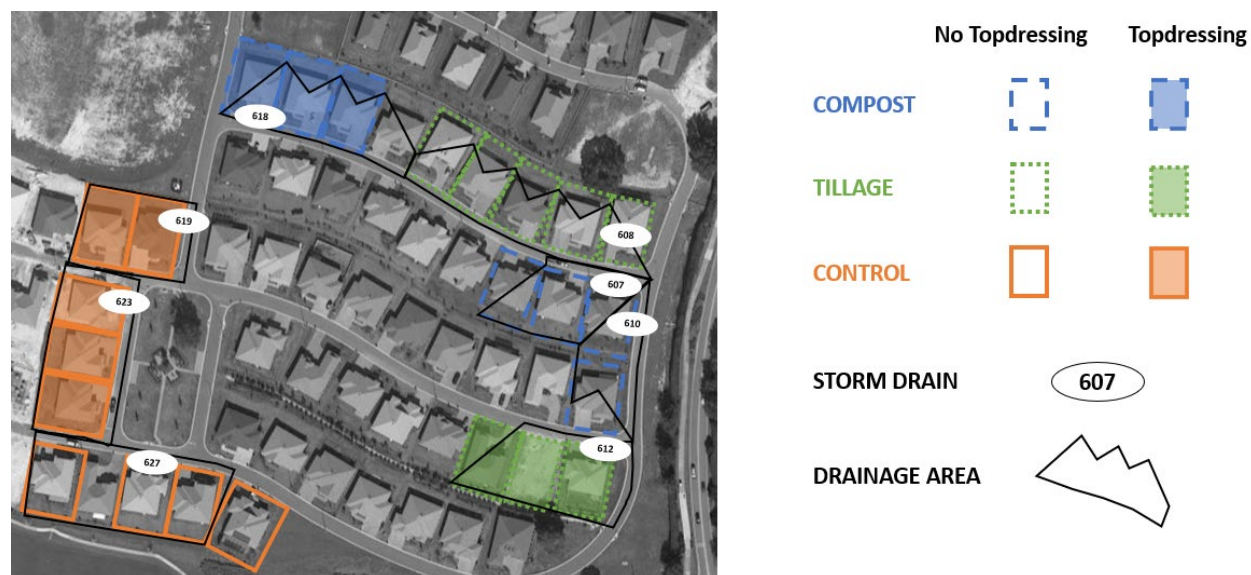 618
619
623
627
608
607
610
612
No Topdressing Topdressing
COMPOST
TILLAGE
CONTROL
STORM DRAIN 607
DRAINAGE AREA